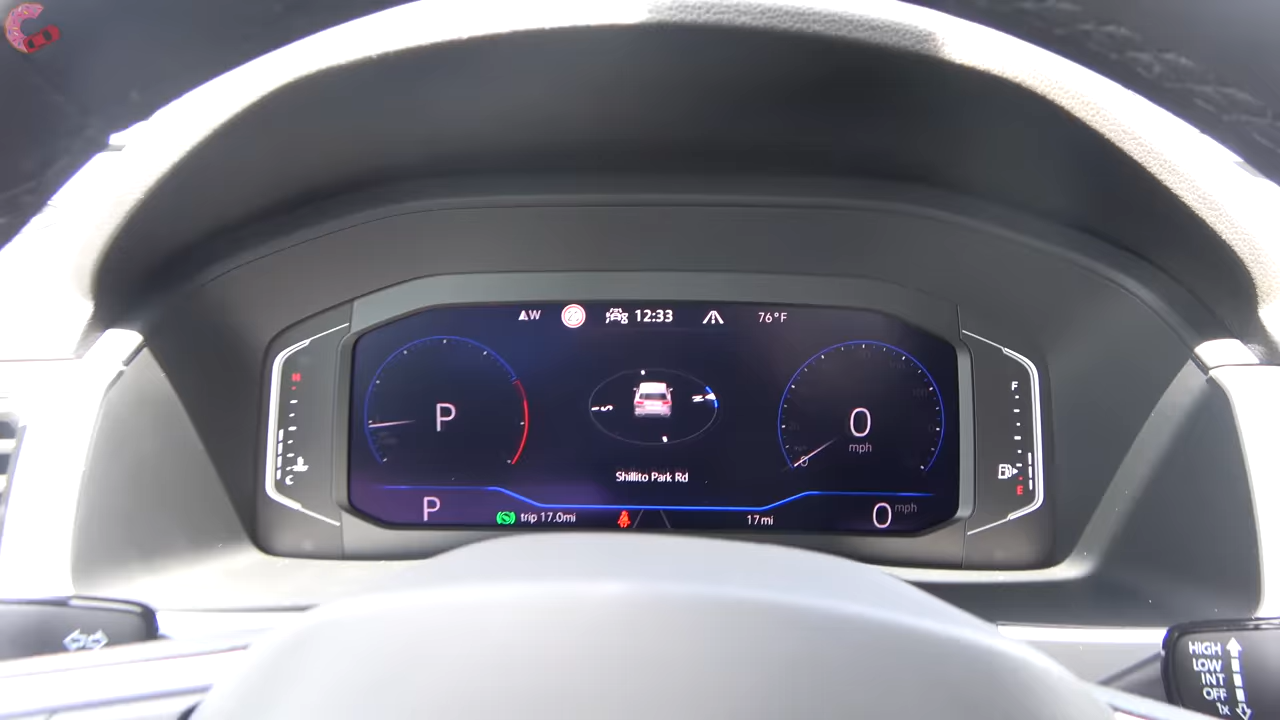 W 12:33 76°F
H
C
P
S
N
0
0
mph
F
E
Shillito Park Rd
P
trip 17.0mi
17mi
0 mph
HIGH
LOW
INT
OFF
1x